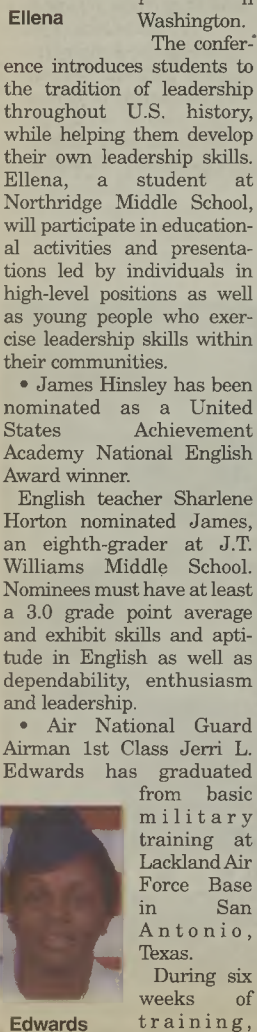 Ellena
Washington.
The confer-
ence introduces students to
the tradition of leadership
throughout U.S. history,
while helping them develop
their own leadership skills.
Ellena, a student at
Northridge Middle School,
will participate in education-
al activities and presenta-
tions led by individuals in
high-level positions as well
as young people who exer-
cise leadership skills within
their communities.
• James Hinsley has been
nominated as a United
States Achievement
Academy National English
Award winner.
English teacher Sharlene
Horton nominated James,
an eighth-grader at J.T.
Williams Middle School.
Nominees must have at least
a 3.0 grade point average
and exhibit skills and apti-
tude in English as well as
dependability, enthusiasm
and leadership.
• Air National Guard
Airman 1st Class Jerri L.
Edwards has graduated
from basic
military
training at
Lackland Air
Force Base
in San
Antonio,
Texas.
During six
weeks of
training,
Edwards